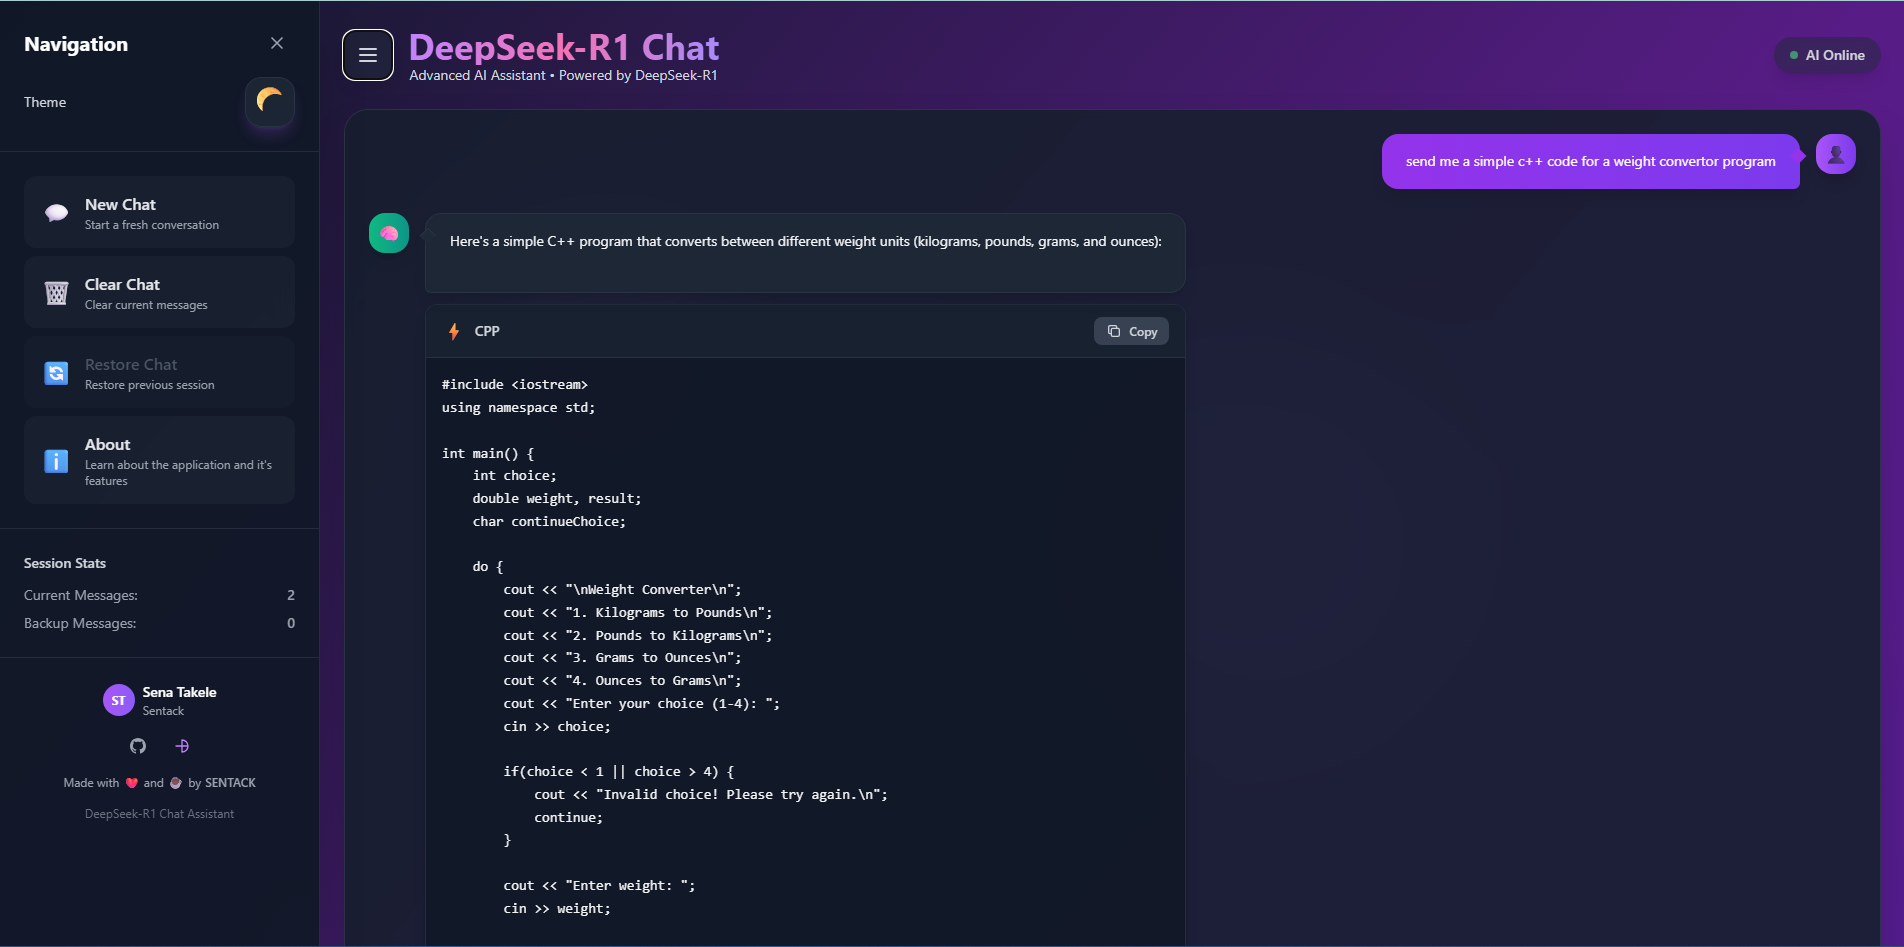 Navigation
Theme
New Chat
Start a fresh conversation
Clear Chat
Clear current messages
Restore Chat
Restore previous session
About
Learn about the application and it's
features
Session Stats
Current Messages: 2
Backup Messages: 0
ST
Sena Takele
Sentack
Made with ❤️ and ☕ by SENTACK
DeepSeek-R1 Chat Assistant
DeepSeek-R1 Chat
Advanced AI Assistant • Powered by DeepSeek-R1
AI Online
send me a simple c++ code for a weight convertor program
Here's a simple C++ program that converts between different weight units (kilograms, pounds, grams, and ounces):
CPP
Copy
#include <iostream>
using namespace std;
int main() {
    int choice;
    double weight, result;
    char continueChoice;
    do {
        cout << "\nWeight Converter\n";
        cout << "1. Kilograms to Pounds\n";
        cout << "2. Pounds to Kilograms\n";
        cout << "3. Grams to Ounces\n";
        cout << "4. Ounces to Grams\n";
        cout << "Enter your choice (1-4): ";
        cin >> choice;
        if(choice < 1 || choice > 4) {
            cout << "Invalid choice! Please try again.\n";
            continue;
        }
        cout << "Enter weight: ";
        cin >> weight;